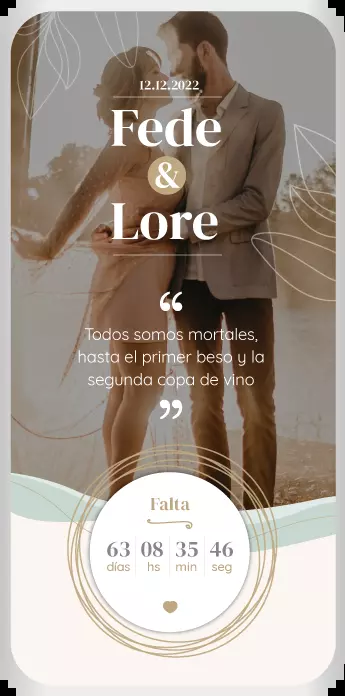 12.12.2022
Fede
&
Lore
“
Todos somos mortales,
hasta el primer beso y la
segunda copa de vino
”
Falta
63 08 35 46
días hs min seg